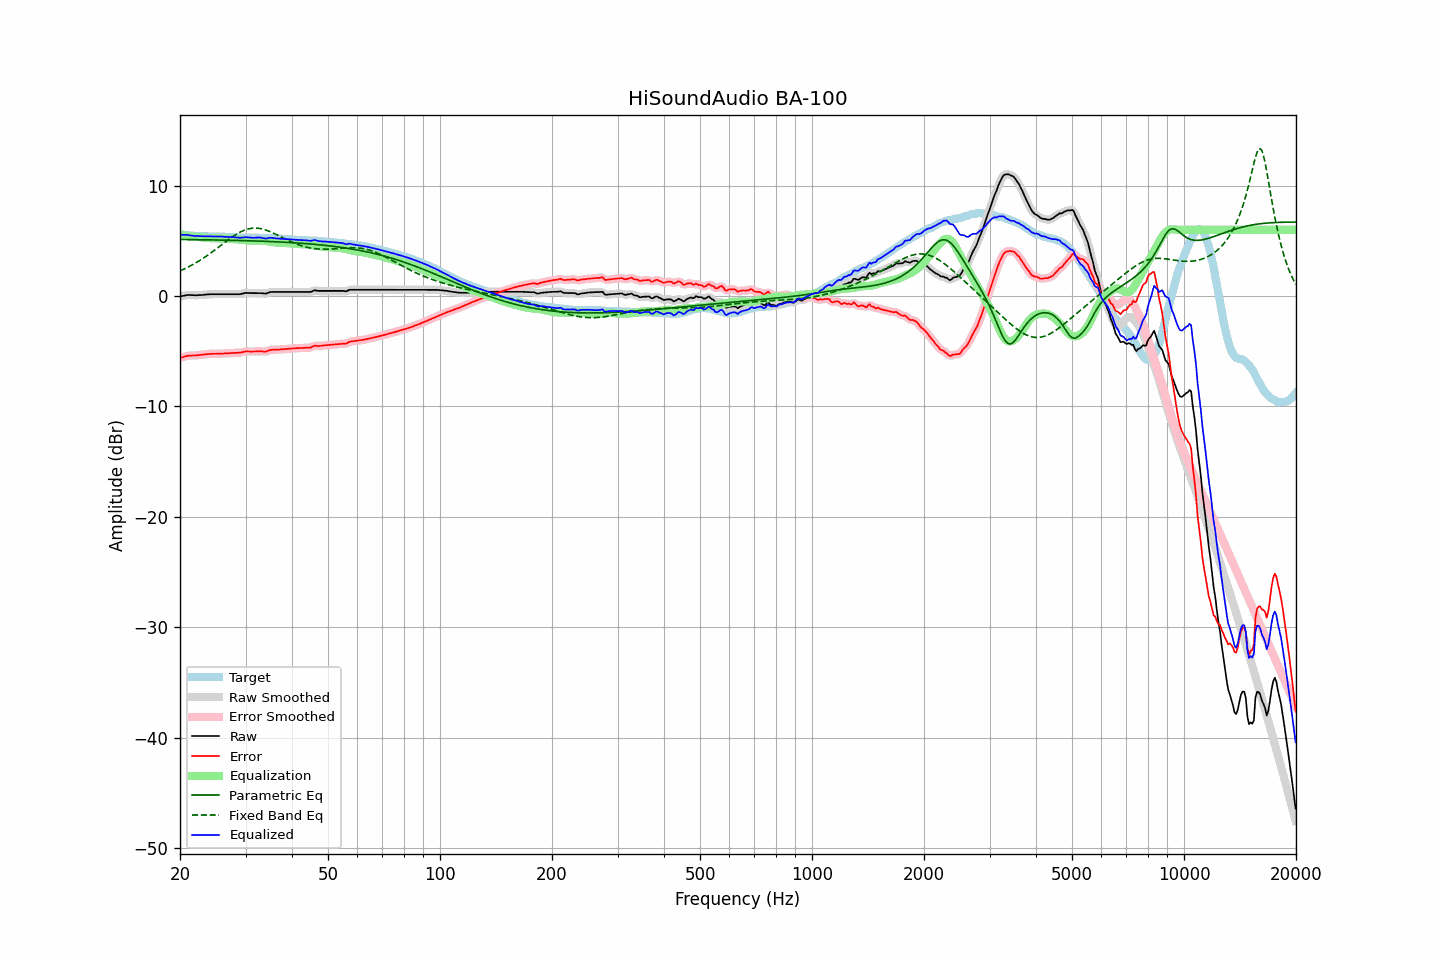 HiSoundAudio BA-100
Amplitude (dBr)
10
0
−10
−20
−30
−40
−50
Target
Raw Smoothed
Error Smoothed
Raw
Error
Equalization
Parametric Eq
Fixed Band Eq
Equalized
20 50 100 200 500 1000 2000 5000 10000 20000
Frequency (Hz)